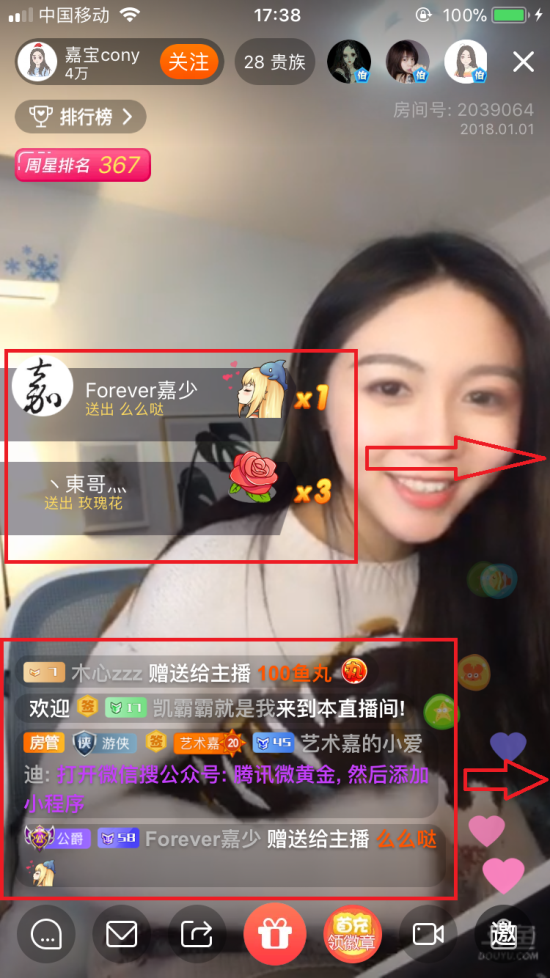 中国移动
17:38
100%
嘉宝cony
4万
关注
28 贵族
排行榜
房间号: 2039064
2018.01.01
周星排名 367
嘉
Forever嘉少
送出 么么哒
x1
丶東哥灬
送出 玫瑰花
x3
7 木心zzz 赠送给主播 100鱼丸
欢迎 签 17 凯霸霸就是我来到本直播间!
房管 侠 游侠 签 艺术嘉 20 45 艺术嘉的小爱
迪: 打开微信搜公众号: 腾讯微黄金, 然后添加
小程序
公爵 58 Forever嘉少 赠送给主播 么么哒
首充
领徽章
邀
DOUYU.COM